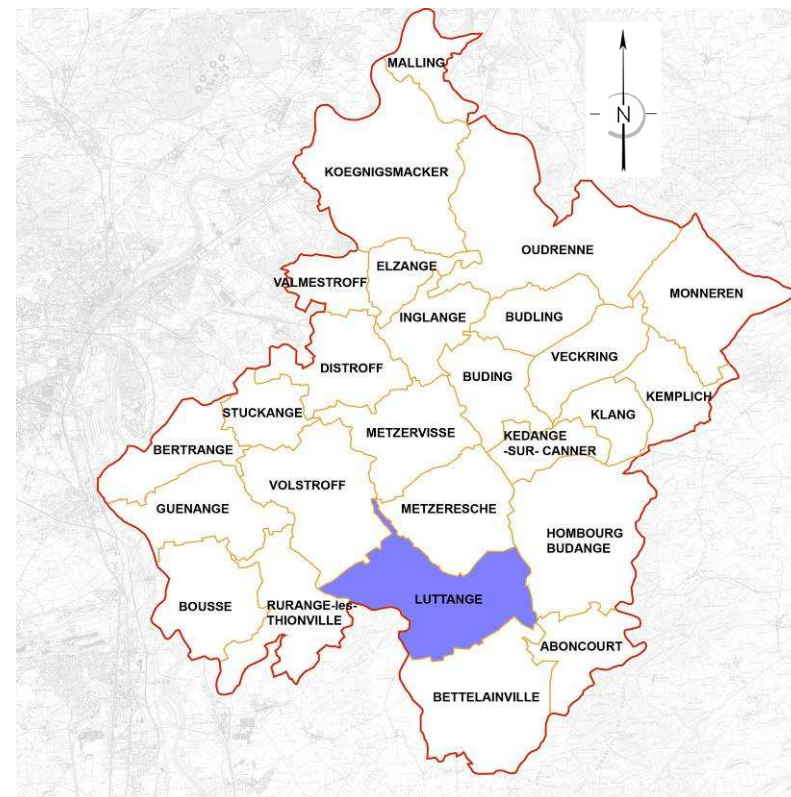 MALLING
N
KOEGNIGSMACKER
OUDRENNE
ELZANGE
VALMESTROFF
MONNEREN
INGLANGE
BUDLING
VECKRING
DISTROFF
BUDING
KEMPLICH
STUCKANGE
KLANG
METZERVISSE
KEDANGE
-SUR- CANNER
BERTRANGE
VOLSTROFF
GUENANGE
METZERESCHE
HOMBOURG
BUDANGE
LUTTANGE
BOUSSE
RURANGE-les-
THIONVILLE
ABONCOURT
BETTELAINVILLE